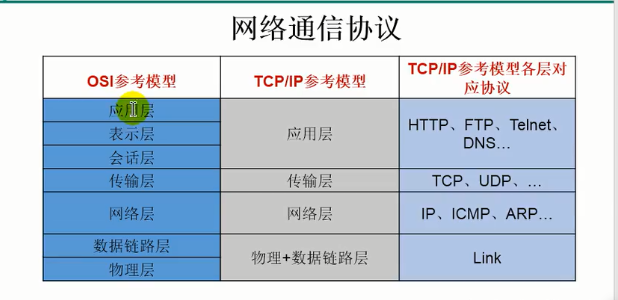 网络通信协议
OSI参考模型
TCP/IP参考模型
TCP/IP参考模型各层对
应协议
应用层
表示层
会话层
应用层
HTTP、FTP、Telnet、
DNS...
传输层
传输层
TCP、UDP、...
网络层
网络层
IP、ICMP、ARP...
数据链路层
物理层
物理+数据链路层
Link